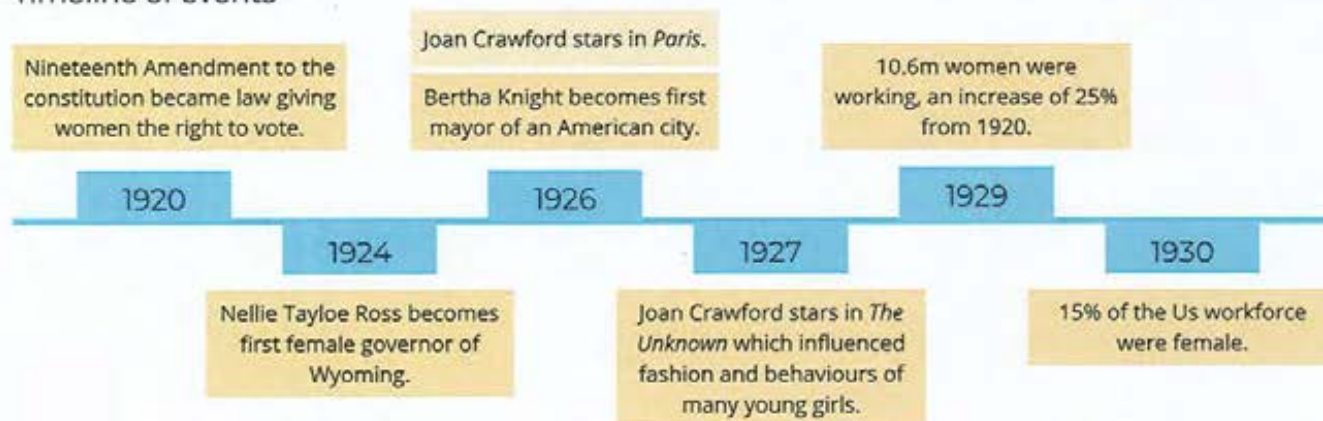 Nineteenth Amendment to the
constitution became law giving
women the right to vote.
1920
Nellie Tayloe Ross becomes
first female governor of
Wyoming.
1924
Joan Crawford stars in Paris.
Bertha Knight becomes first
mayor of an American city.
1926
Joan Crawford stars in The
Unknown which influenced
fashion and behaviours of
many young girls.
1927
10.6m women were
working, an increase of 25%
from 1920.
1929
15% of the Us workforce
were female.
1930